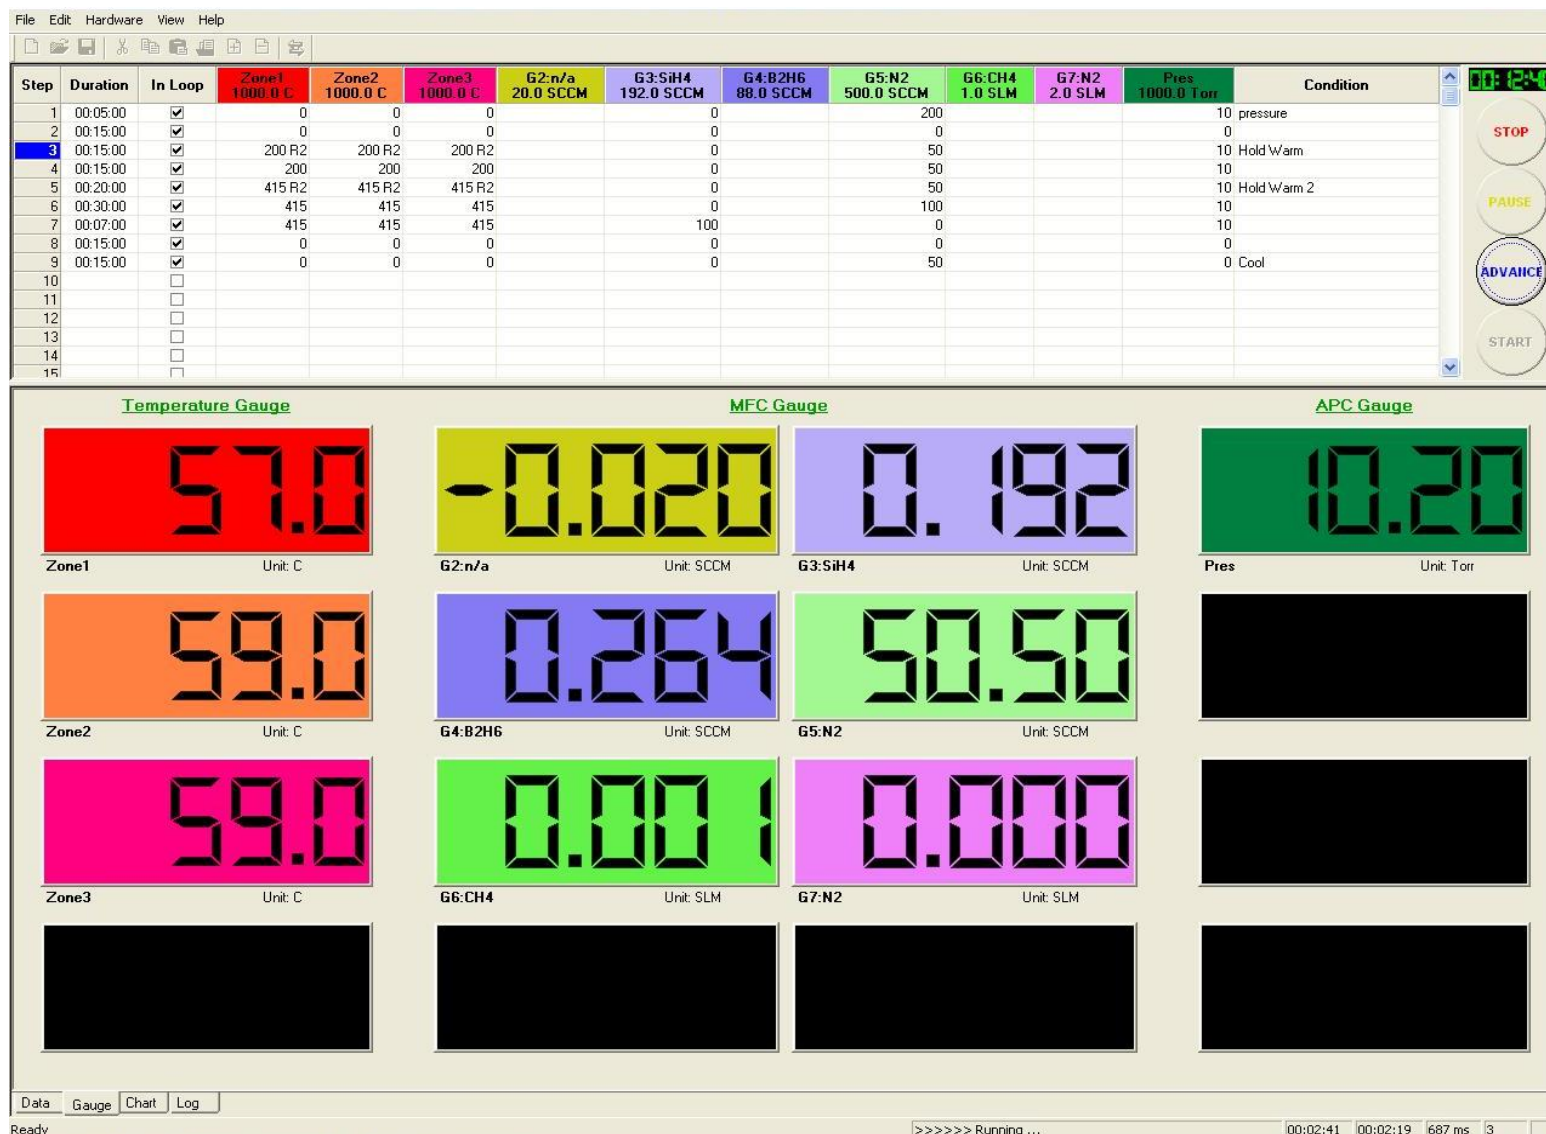 File Edit Hardware View Help
Step Duration In Loop Zone1 1000.0 C Zone2 1000.0 C Zone3 1000.0 C G2:n/a 20.0 SCCM G3:SiH4 192.0 SCCM G4:B2H6 88.0 SCCM G5:N2 500.0 SCCM G6:CH4 1.0 SLM G7:N2 2.0 SLM Pres 1000.0 Torr Condition
1 00:05:00 0 0 0 0 200 10 pressure
2 00:15:00 0 0 0 0 0 0
3 00:15:00 200 R2 200 R2 200 R2 0 50 10 Hold Warm
4 00:15:00 200 200 200 0 50 10
5 00:20:00 415 R2 415 R2 415 R2 0 50 10 Hold Warm 2
6 00:30:00 415 415 415 0 100 10
7 00:07:00 415 415 415 100 0 10
8 00:15:00 0 0 0 0 0 0
9 00:15:00 0 0 0 0 50 0 Cool
10
11
12
13
14
15
STOP
PAUSE
ADVANCE
START
Temperature Gauge MFC Gauge APC Gauge
57.0 -0.020 0.192 10.20
Zone1 Unit: C G2:n/a Unit: SCCM G3:SiH4 Unit: SCCM Pres Unit: Torr
59.0 0.264 50.50
Zone2 Unit: C G4:B2H6 Unit: SCCM G5:N2 Unit: SCCM
59.0 0.001 0.000
Zone3 Unit: C G6:CH4 Unit: SLM G7:N2 Unit: SLM
Data Gauge Chart Log
Ready >>>>>> Running ... 00:02:41 00:02:19 687 ms 3